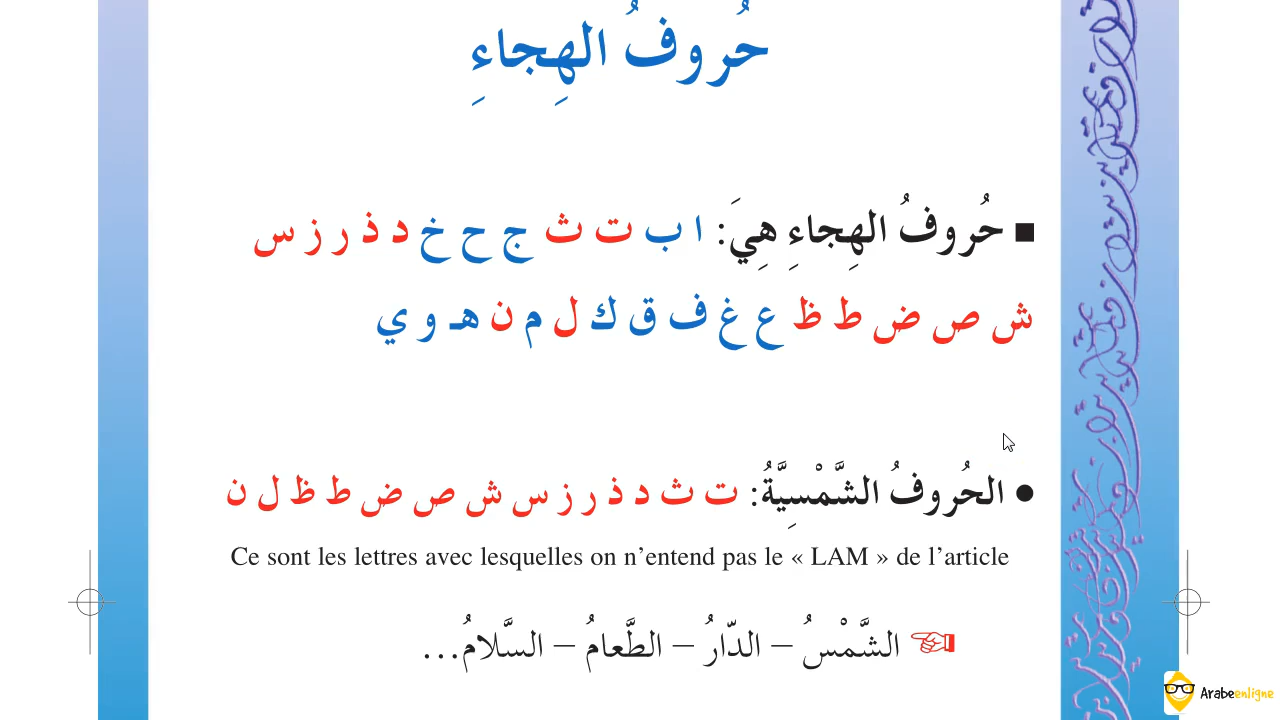 حُروفُ الهِجاءِ
■ حُروفُ الهِجاءِ هِيَ: ا ب ت ث ج ح خ د ذ ر ز س
ش ص ض ط ظ ع غ ف ق ك ل م ن هـ و ي
● الحُروفُ الشَّمْسِيَّةُ: ت ث د ذ ر ز س ش ص ض ط ظ ل ن
Ce sont les lettres avec lesquelles on n’entend pas le « LAM » de l’article
☜ الشَّمْسُ – الدّارُ – الطَّعامُ – السَّلامُ...
Arabeenligne